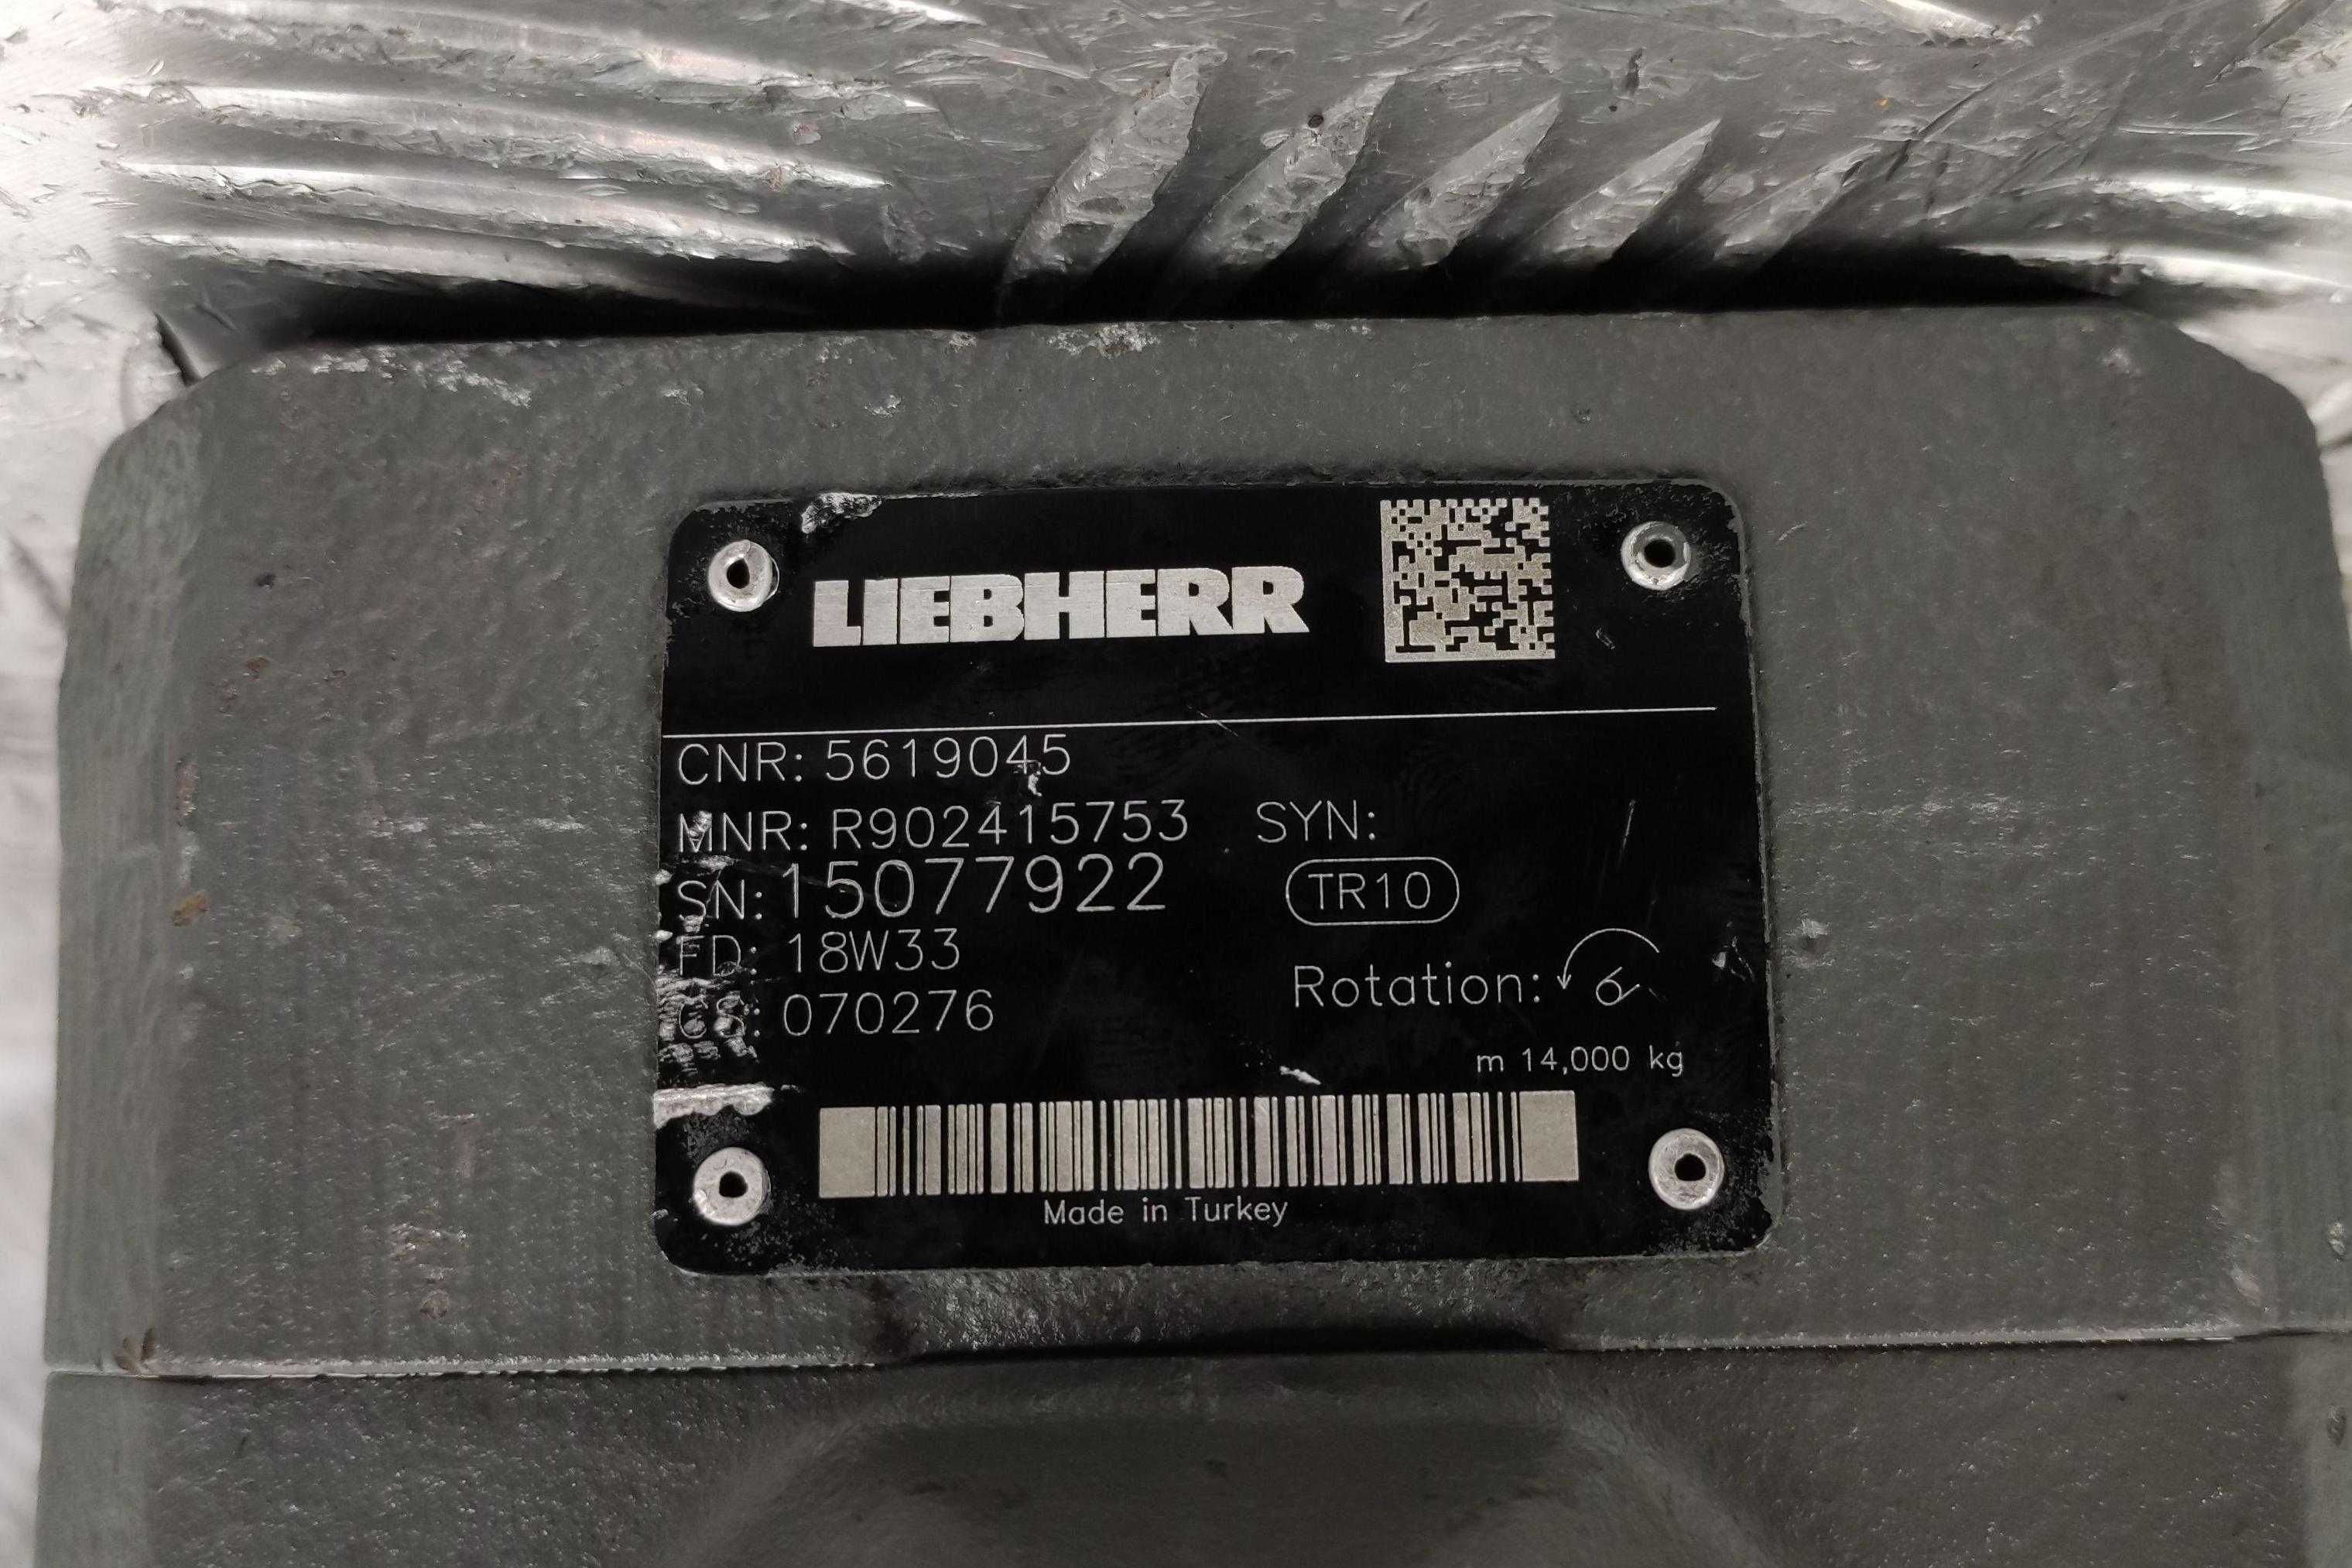 LIEBHERR
CNR: 5619045
MNR: R902415753 SYN:
SN: 15077922 TR10
FD: 18W33
CS: 070276 Rotation:
m 14,000 kg
Made in Turkey